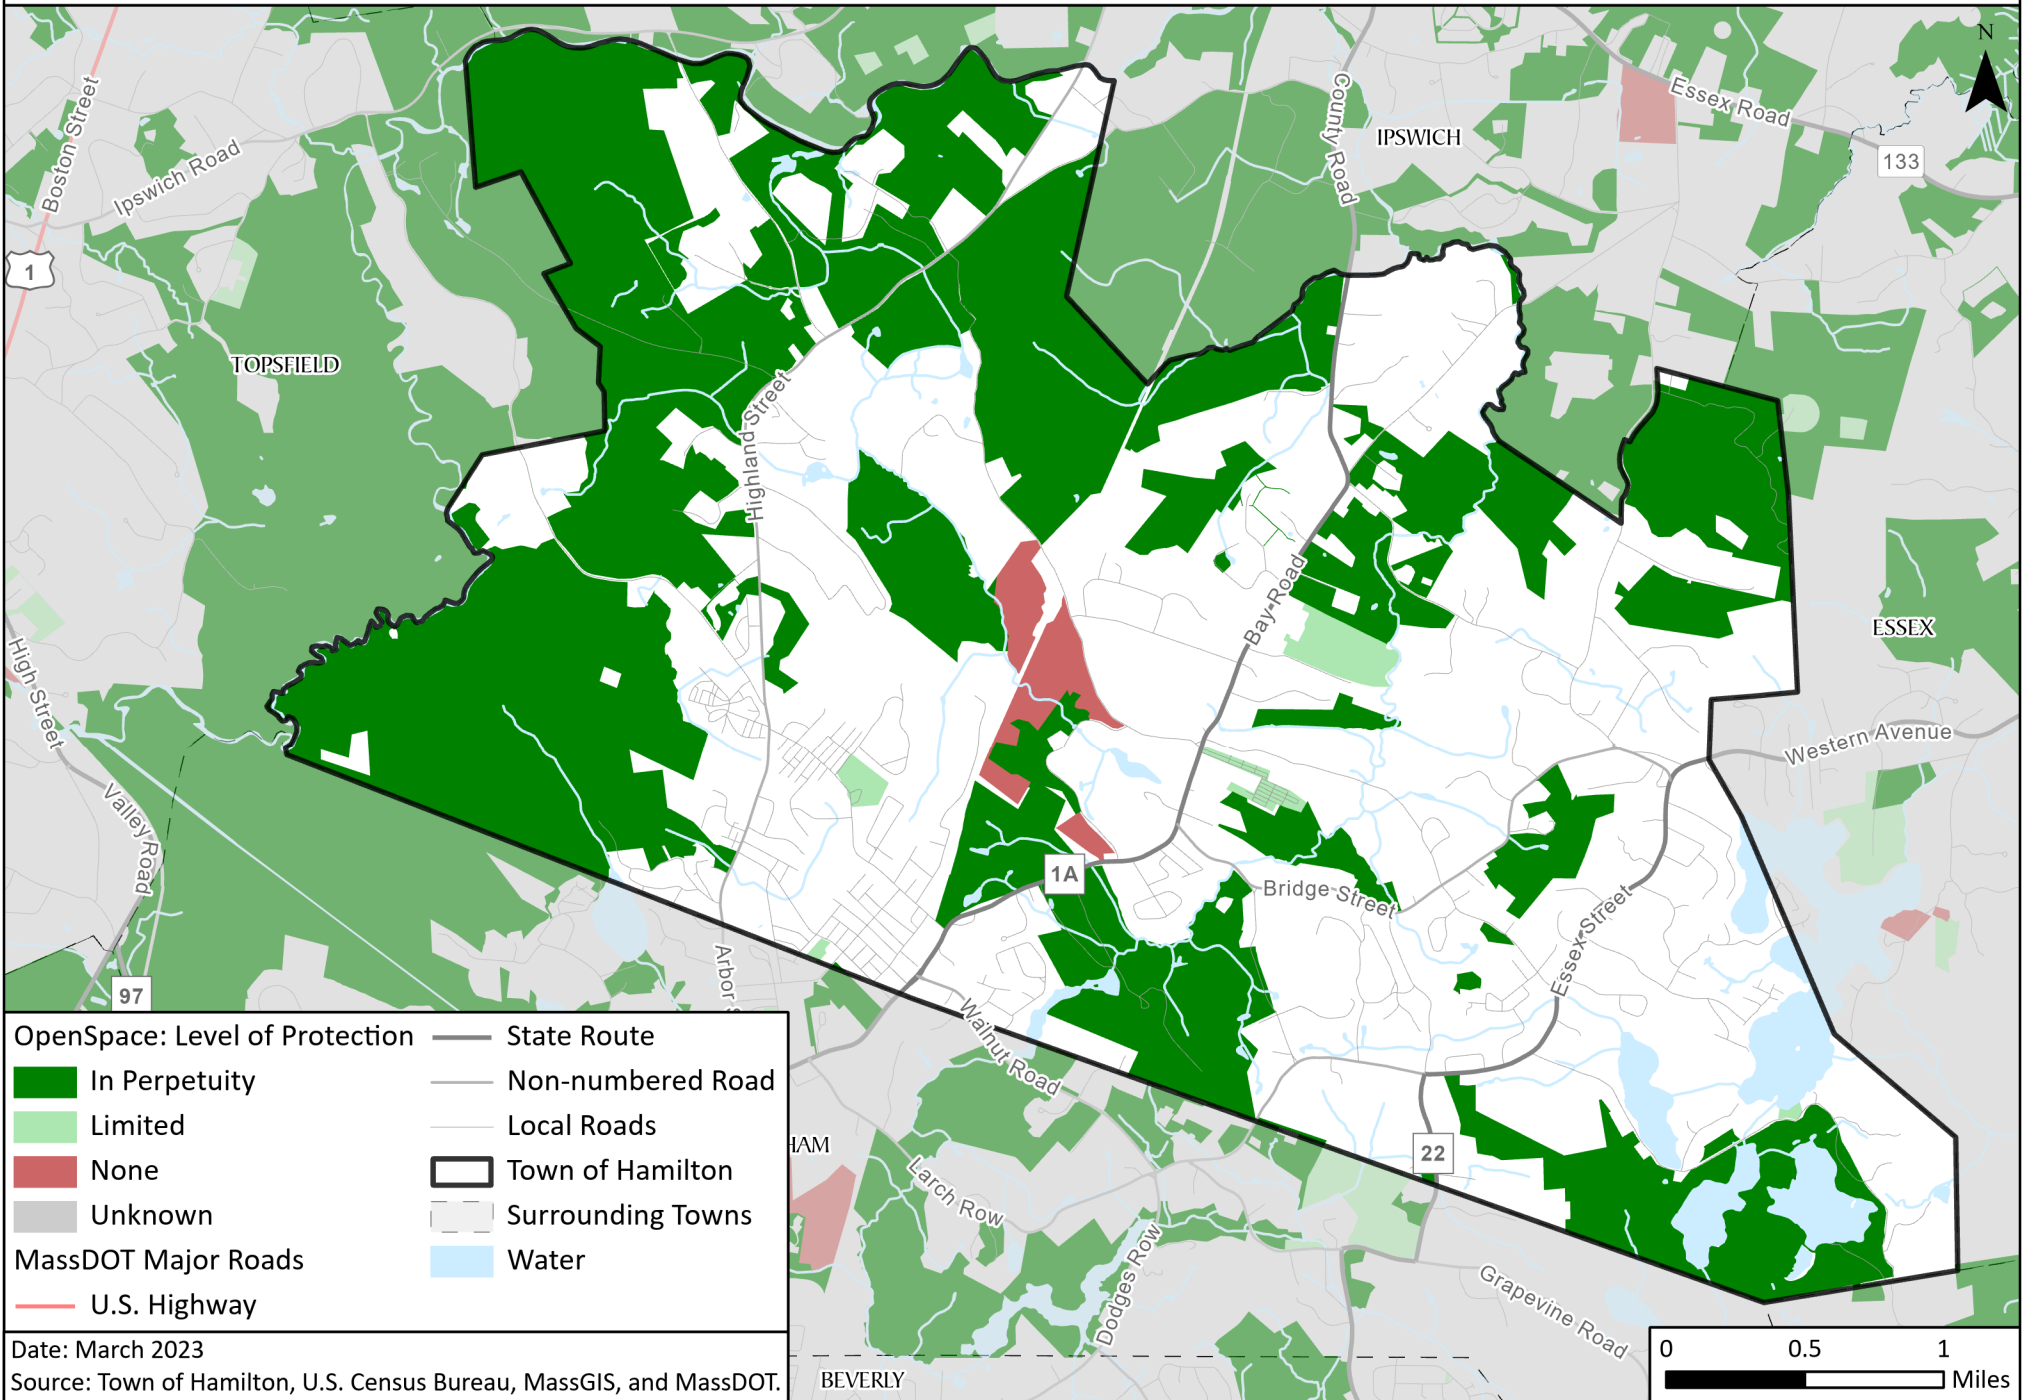 N
Boston Street
Ipswich Road
1
County Road
IPSWICH
Essex Road
133
TOPSFIELD
Highland Street
Bay Road
ESSEX
High Street
Western Avenue
Valley Road
1A
Bridge Street
Essex Street
97
Arbor
Walnut Road
22
HAM
Larch Row
Dodges Row
Grapevine Road
BEVERLY
OpenSpace: Level of Protection
In Perpetuity
Limited
None
Unknown
MassDOT Major Roads
U.S. Highway
State Route
Non-numbered Road
Local Roads
Town of Hamilton
Surrounding Towns
Water
Date: March 2023
Source: Town of Hamilton, U.S. Census Bureau, MassGIS, and MassDOT.
0 0.5 1
Miles